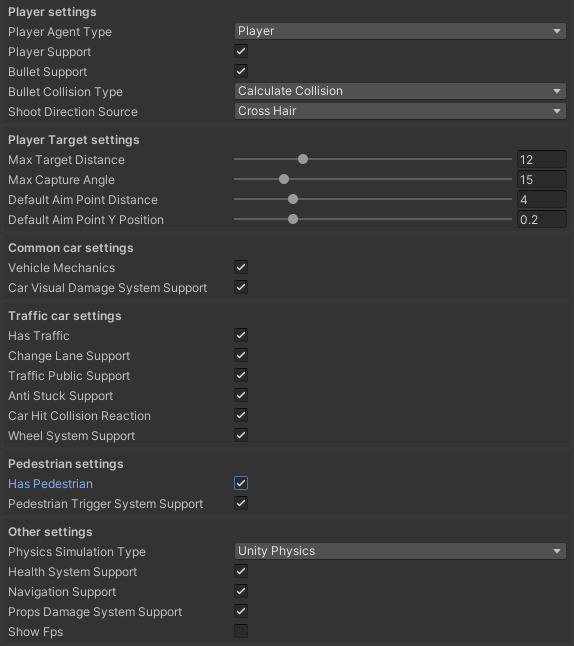 Player settings
Player Agent Type Player
Player Support
Bullet Support
Bullet Collision Type Calculate Collision
Shoot Direction Source Cross Hair
Player Target settings
Max Target Distance 12
Max Capture Angle 15
Default Aim Point Distance 4
Default Aim Point Y Position 0.2
Common car settings
Vehicle Mechanics
Car Visual Damage System Support
Traffic car settings
Has Traffic
Change Lane Support
Traffic Public Support
Anti Stuck Support
Car Hit Collision Reaction
Wheel System Support
Pedestrian settings
Has Pedestrian
Pedestrian Trigger System Support
Other settings
Physics Simulation Type Unity Physics
Health System Support
Navigation Support
Props Damage System Support
Show Fps